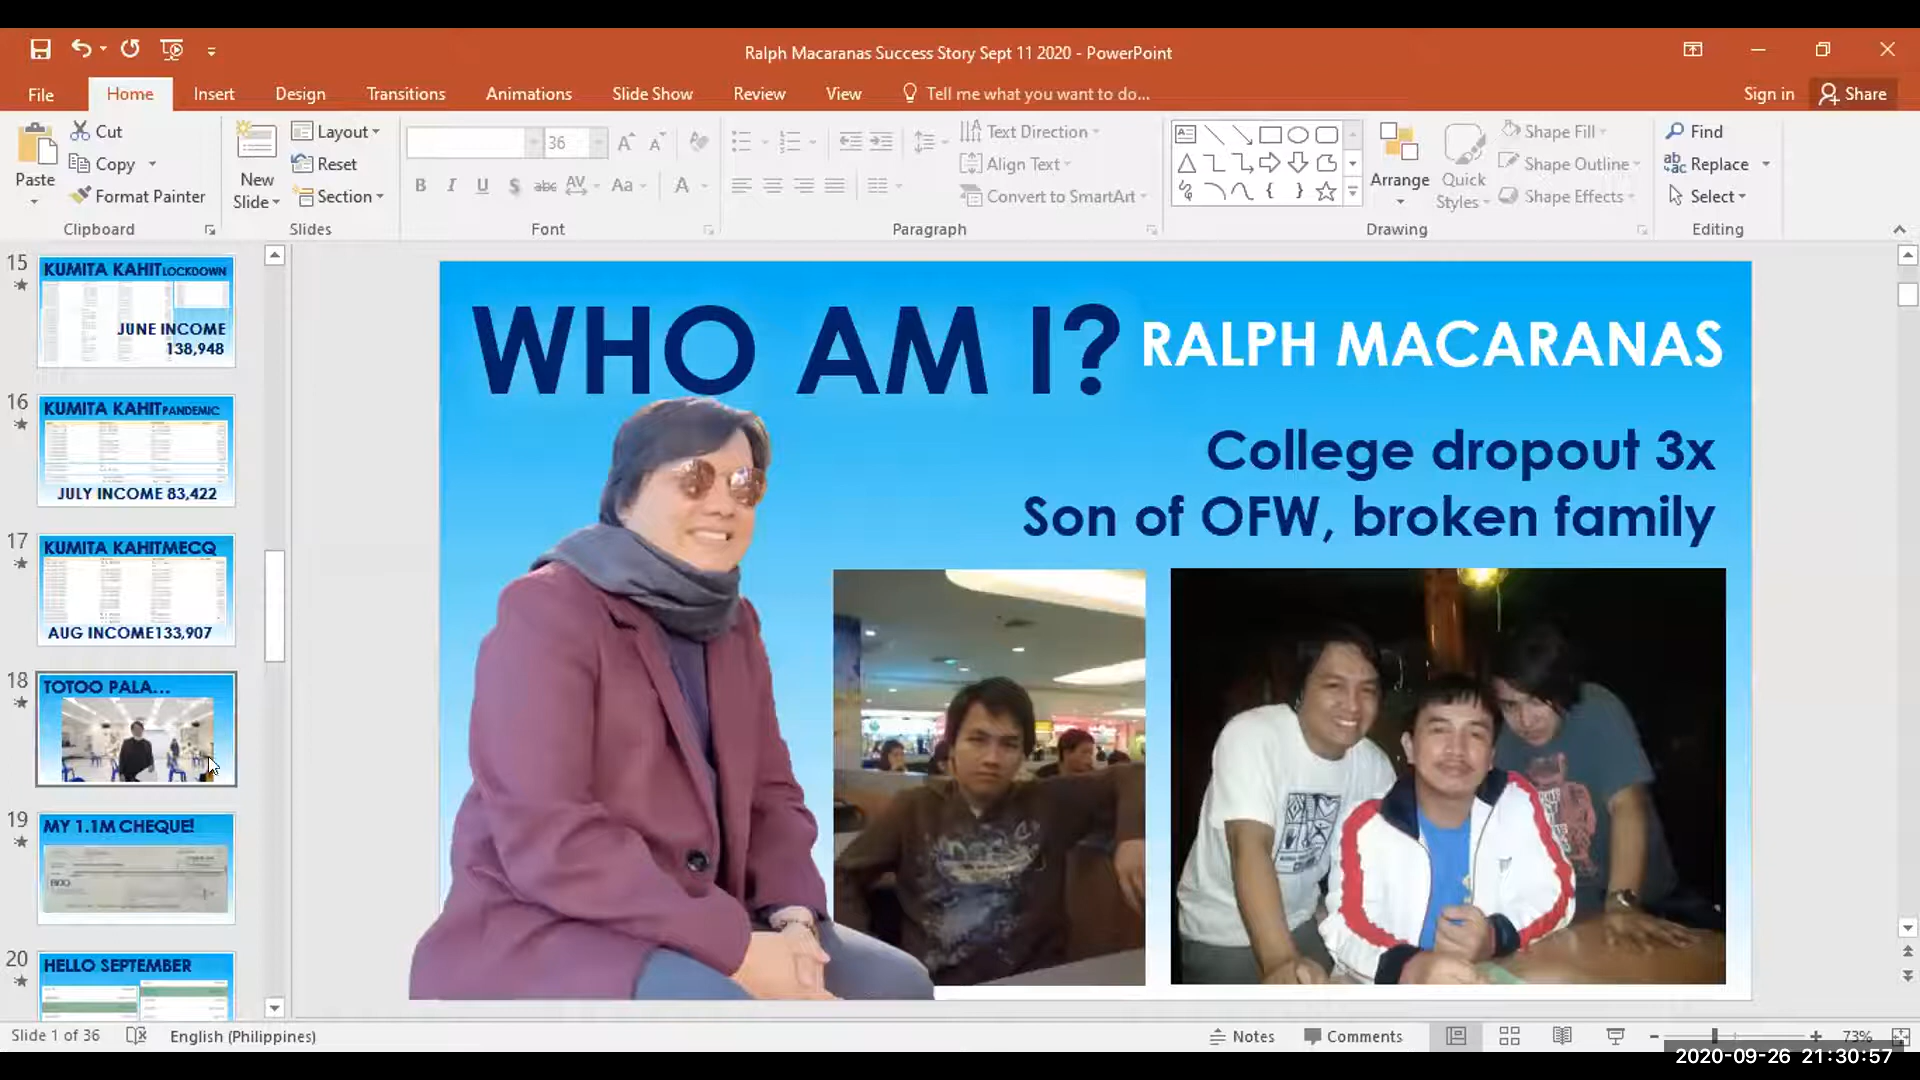 Ralph Macaranas Success Story Sept 11 2020 - PowerPoint
File Home Insert Design Transitions Animations Slide Show Review View Tell me what you want to do... Sign in Share
Cut
Copy
Format Painter
Paste
Clipboard
New Slide
Layout
Reset
Section
Slides
36
B I U S abc AV Aa A
Font
Text Direction
Align Text
Convert to SmartArt
Paragraph
Arrange
Quick Styles
Shape Fill
Shape Outline
Shape Effects
Drawing
Find
Replace
Select
Editing
15
KUMITA KAHIT LOCKDOWN
JUNE INCOME
138,948
16
KUMITA KAHIT PANDEMIC
JULY INCOME 83,422
17
KUMITA KAHIT MECQ
AUG INCOME 133,907
18
TOTOO PALA...
19
MY 1.1M CHEQUE!
BDO
20
HELLO SEPTEMBER
WHO AM I? RALPH MACARANAS
College dropout 3x
Son of OFW, broken family
Slide 1 of 36 English (Philippines) Notes Comments 73%
2020-09-26 21:30:57